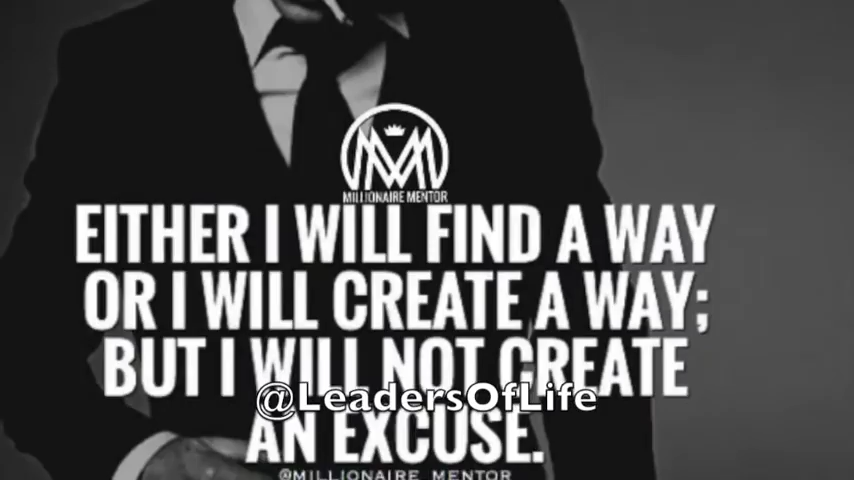 MILLIONAIRE MENTOR
EITHER I WILL FIND A WAY
OR I WILL CREATE A WAY;
BUT I WILL NOT CREATE
@LeadersOfLife
AN EXCUSE.
@MILLIONAIRE_MENTOR